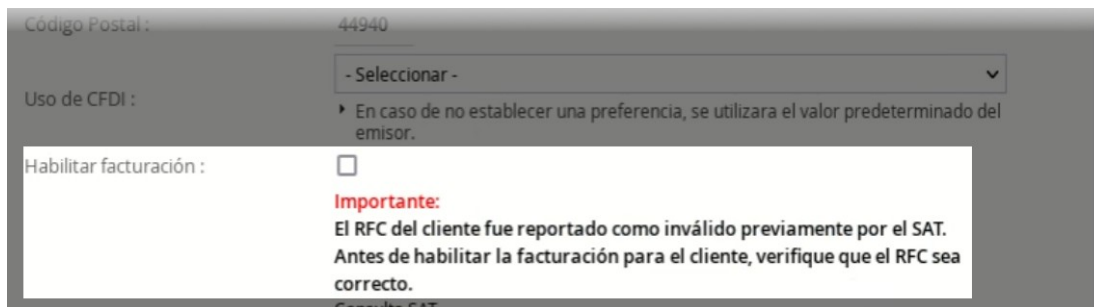 Código Postal :
44940
- Seleccionar -
Uso de CFDI :
En caso de no establecer una preferencia, se utilizara el valor predeterminado del
emisor.
Habilitar facturación :
Importante:
El RFC del cliente fue reportado como inválido previamente por el SAT.
Antes de habilitar la facturación para el cliente, verifique que el RFC sea
correcto.
Consulta SAT